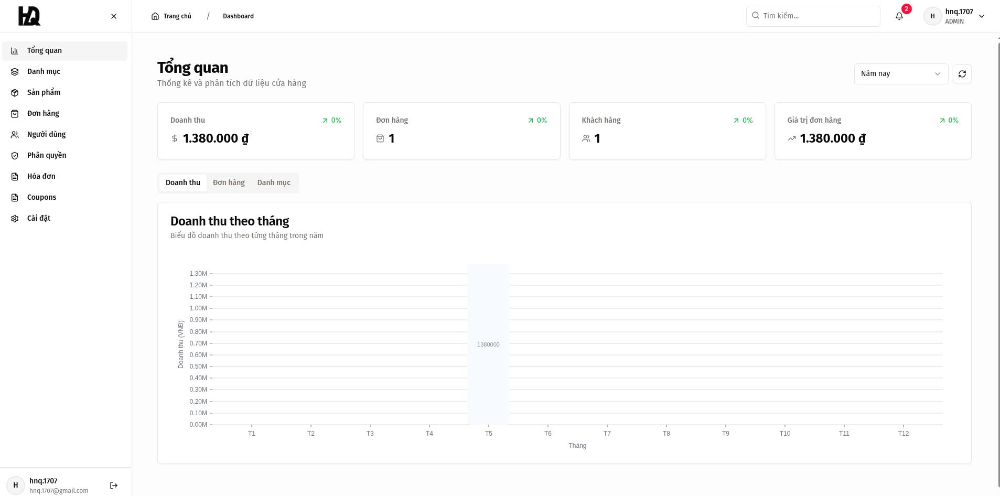 HQ
Trang chủ / Dashboard
Tìm kiếm...
2
H
hnq.1707
ADMIN
Tổng quan
Danh mục
Sản phẩm
Đơn hàng
Người dùng
Phân quyền
Hóa đơn
Coupons
Cài đặt
H
hnq.1707
hnq.1707@gmail.com
Tổng quan
Thống kê và phân tích dữ liệu cửa hàng
Năm nay
Doanh thu
0%
$ 1.380.000 ₫
Đơn hàng
0%
1
Khách hàng
0%
1
Giá trị đơn hàng
0%
1.380.000 ₫
Doanh thu
Đơn hàng
Danh mục
Doanh thu theo tháng
Biểu đồ doanh thu theo từng tháng trong năm
Doanh thu (VNĐ)
1.30M
1.20M
1.10M
1.00M
0.90M
0.80M
0.70M
0.60M
0.50M
0.40M
0.30M
0.20M
0.10M
0.00M
1380000
T1
T2
T3
T4
T5
T6
T7
T8
T9
T10
T11
T12
Tháng